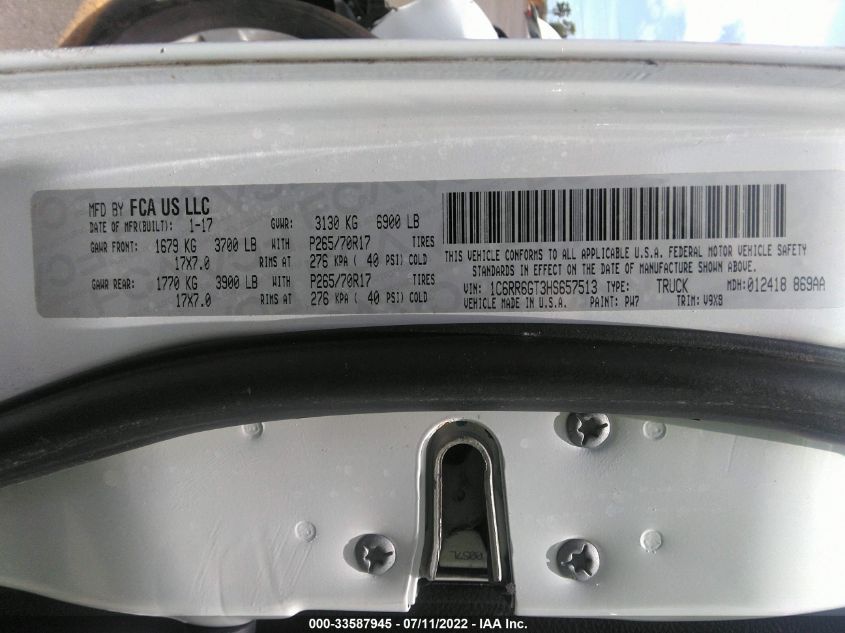 MFD BY FCA US LLC
DATE OF MFR(BUILT): 1-17 GVWR: 3130 KG 6900 LB
GAWR FRONT: 1679 KG 3700 LB WITH P265/70R17 TIRES
17X7.0 RIMS AT 276 KPA ( 40 PSI) COLD
GAWR REAR: 1770 KG 3900 LB WITH P265/70R17 TIRES
17X7.0 RIMS AT 276 KPA ( 40 PSI) COLD
THIS VEHICLE CONFORMS TO ALL APPLICABLE U.S.A. FEDERAL MOTOR VEHICLE SAFETY
STANDARDS IN EFFECT ON THE DATE OF MANUFACTURE SHOWN ABOVE.
VIN: 1C6RR6GT3HS657513 TYPE: TRUCK MDH:012418 869AA
VEHICLE MADE IN U.S.A. PAINT: PW7 TRIM: V9X9
000-33587945 - 07/11/2022 - IAA Inc.